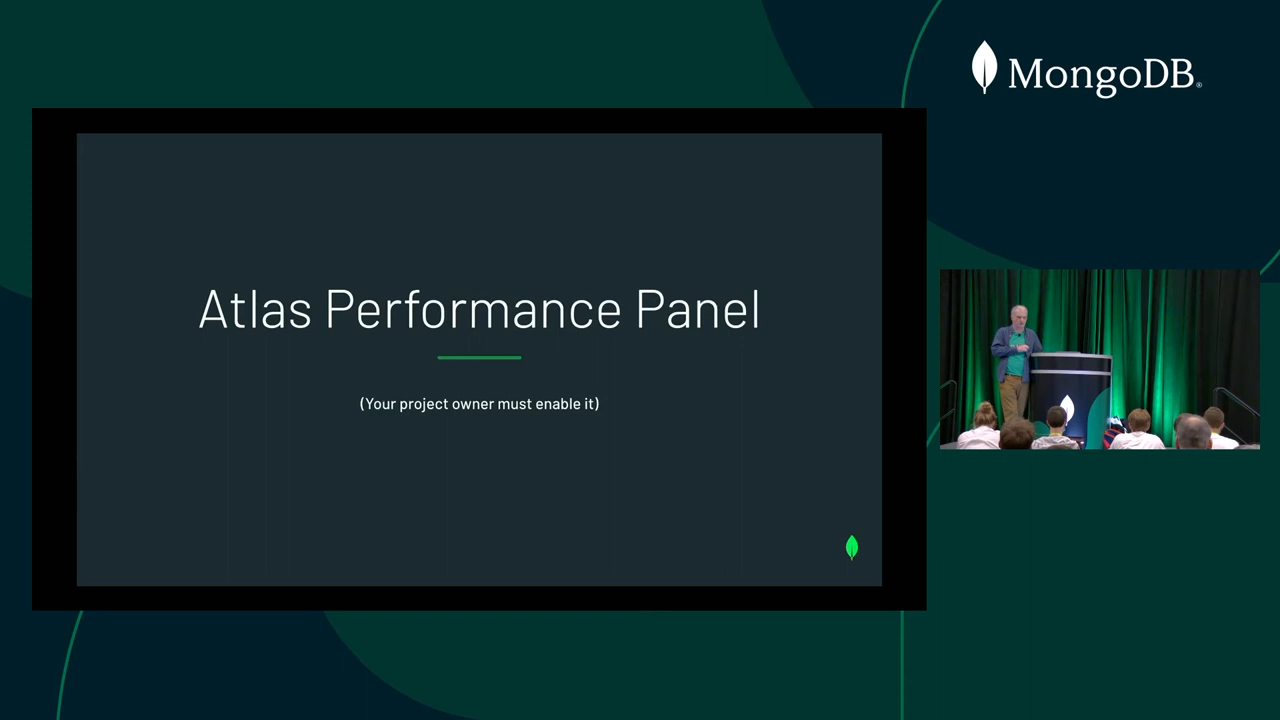 MongoDB®
Atlas Performance Panel
(Your project owner must enable it)